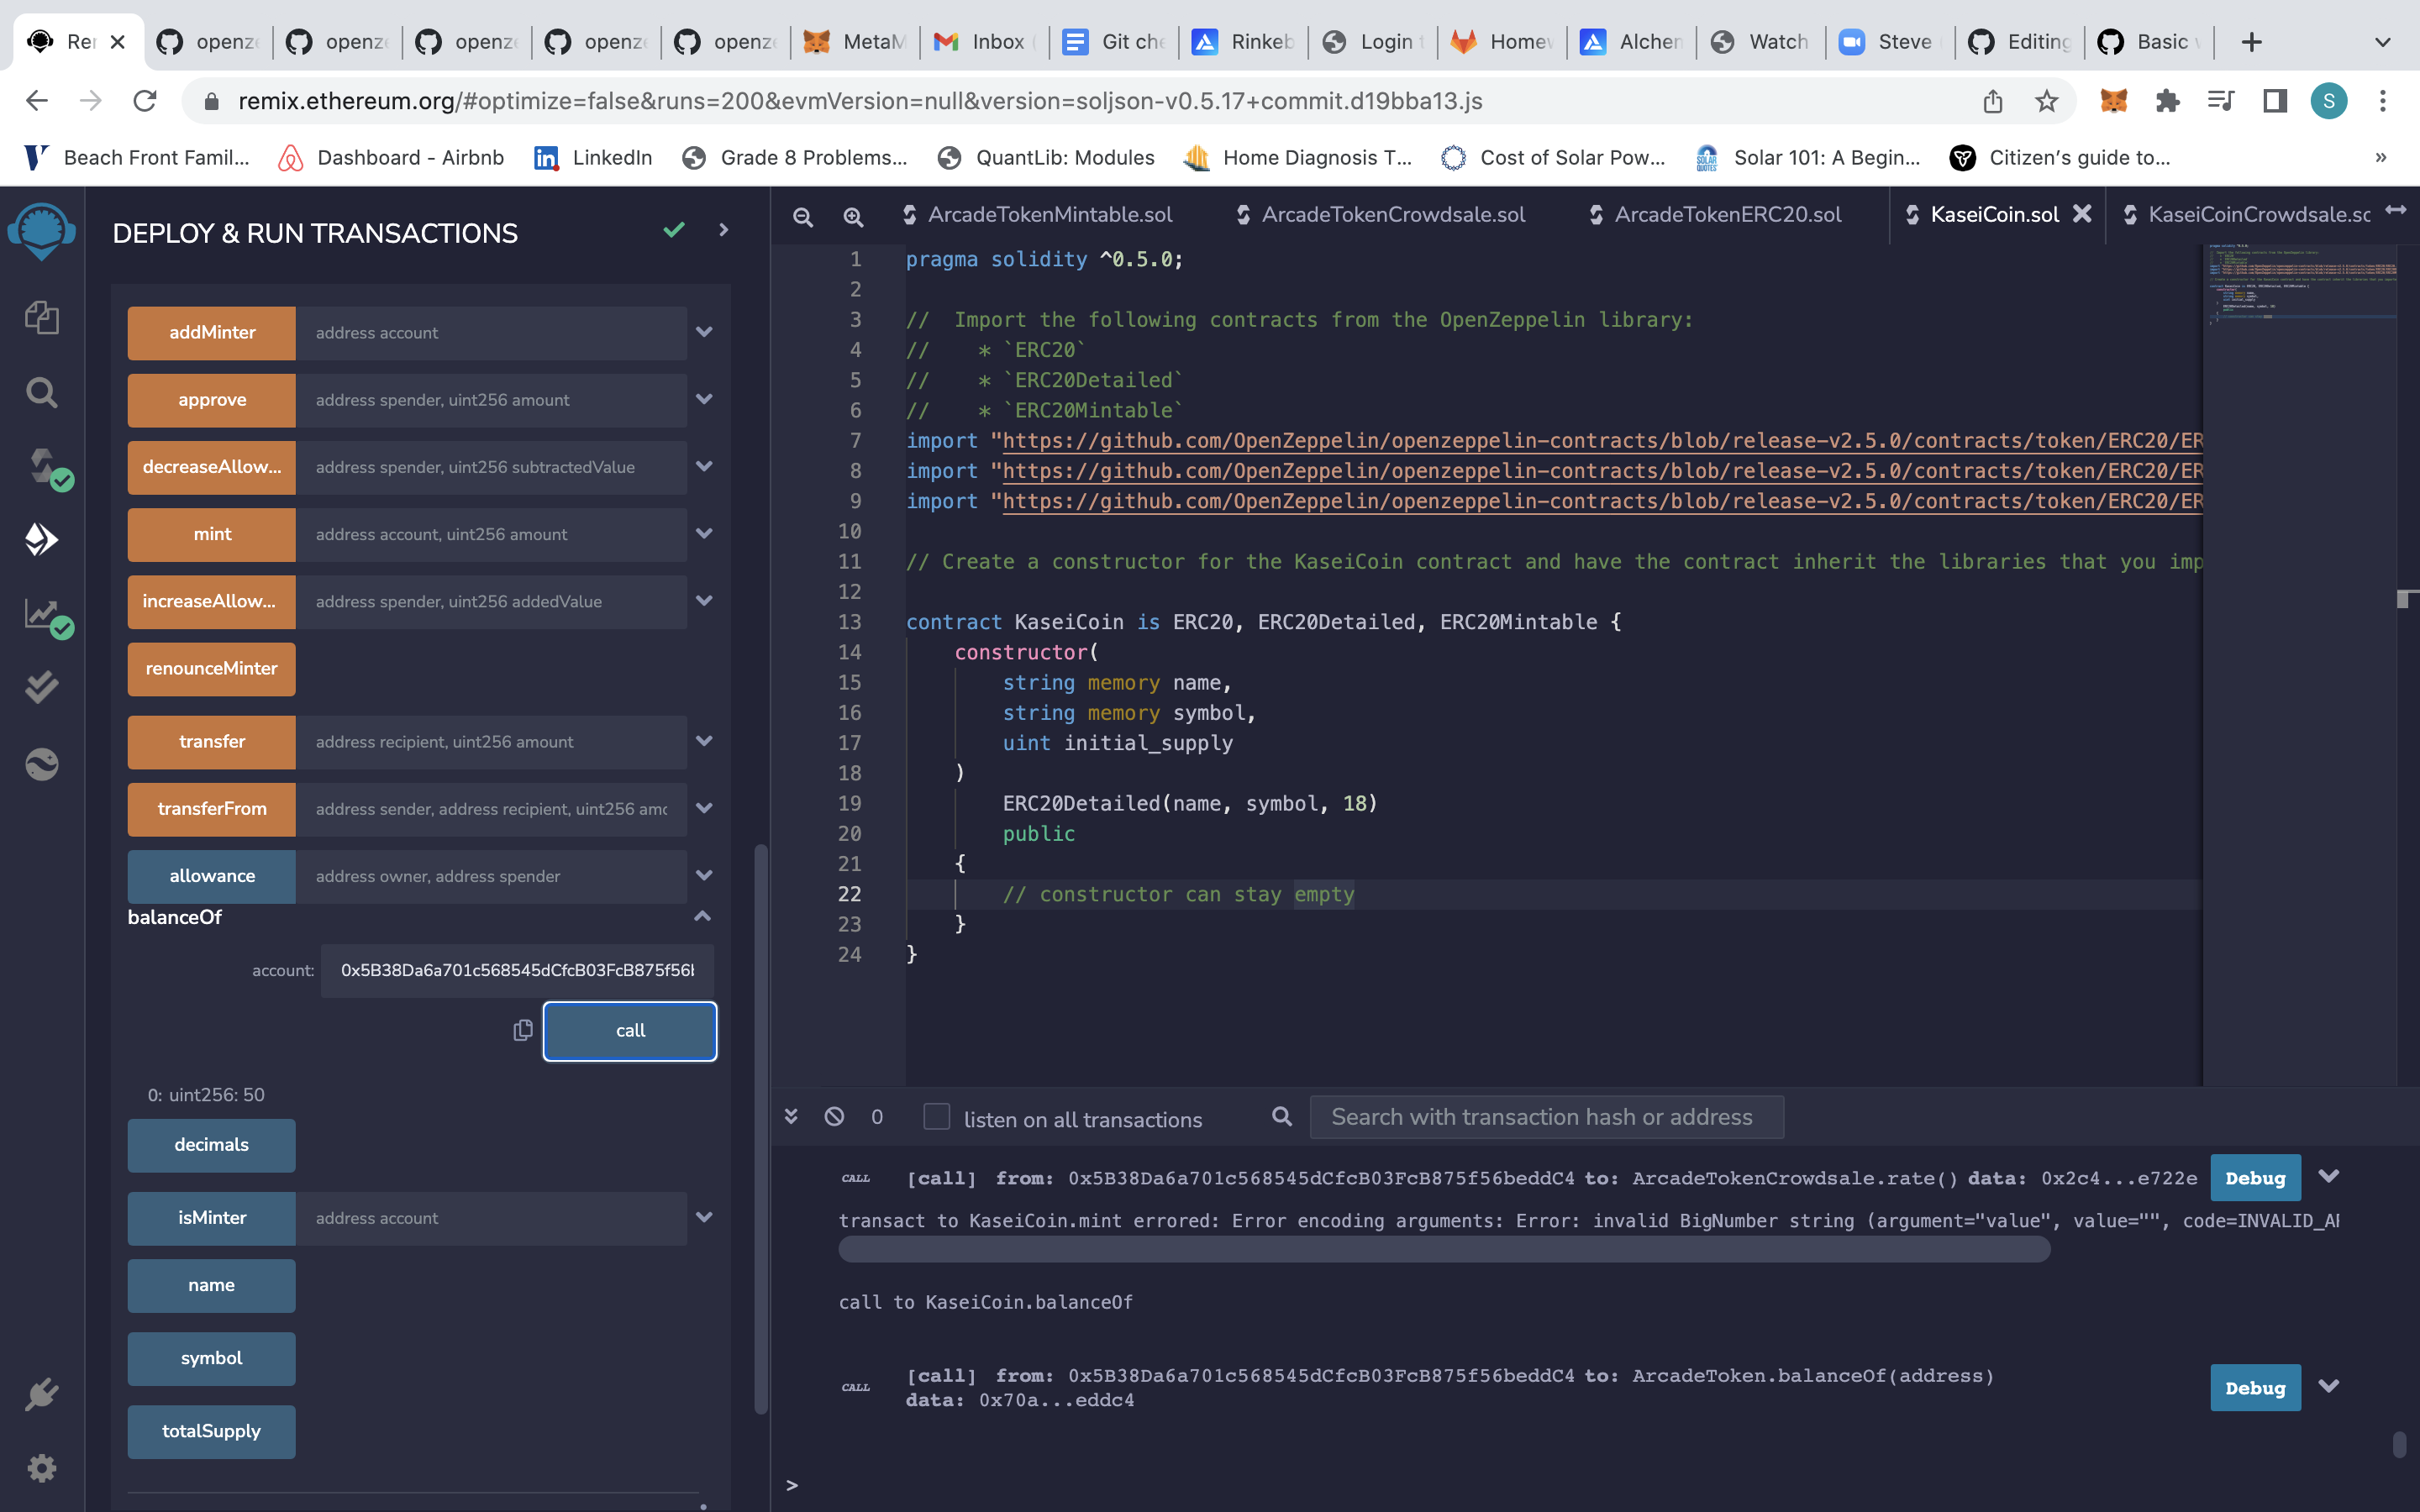 Rer
openze
openze
openzo
openze
openze
MetaM
Inbox (
Git che
Rinkeb
Login t
Homew
Alchem
Watch
Steve
Editing
Basic
remix.ethereum.org/#optimize=false&runs=200&evmVersion=null&version=soljson-v0.5.17+commit.d19bba13.js
S
Beach Front Famil...
Dashboard - Airbnb
LinkedIn
Grade 8 Problems...
QuantLib: Modules
Home Diagnosis T...
Cost of Solar Pow...
Solar 101: A Begin...
Citizen's guide to...
»
DEPLOY & RUN TRANSACTIONS
addMinter address account
approve address spender, uint256 amount
decreaseAllow... address spender, uint256 subtractedValue
mint address account, uint256 amount
increaseAllow... address spender, uint256 addedValue
renounceMinter
transfer address recipient, uint256 amount
transferFrom address sender, address recipient, uint256 amo
allowance address owner, address spender
balanceOf
account: 0x5B38Da6a701c568545dCfcB03FcB875f56b
call
0: uint256: 50
decimals
isMinter address account
name
symbol
totalSupply
ArcadeTokenMintable.sol
ArcadeTokenCrowdsale.sol
ArcadeTokenERC20.sol
KaseiCoin.sol
KaseiCoinCrowdsale.so
1 pragma solidity ^0.5.0;
2
3 //  Import the following contracts from the OpenZeppelin library:
4 //    * `ERC20`
5 //    * `ERC20Detailed`
6 //    * `ERC20Mintable`
7 import "https://github.com/OpenZeppelin/openzeppelin-contracts/blob/release-v2.5.0/contracts/token/ERC20/ER
8 import "https://github.com/OpenZeppelin/openzeppelin-contracts/blob/release-v2.5.0/contracts/token/ERC20/ER
9 import "https://github.com/OpenZeppelin/openzeppelin-contracts/blob/release-v2.5.0/contracts/token/ERC20/ER
10
11 // Create a constructor for the KaseiCoin contract and have the contract inherit the libraries that you imp
12
13 contract KaseiCoin is ERC20, ERC20Detailed, ERC20Mintable {
14 constructor(
15 string memory name,
16 string memory symbol,
17 uint initial_supply
18 )
19 ERC20Detailed(name, symbol, 18)
20 public
21 {
22 // constructor can stay empty
23 }
24 }
0 listen on all transactions Search with transaction hash or address
CALL [call] from: 0x5B38Da6a701c568545dCfcB03FcB875f56beddC4 to: ArcadeTokenCrowdsale.rate() data: 0x2c4...e722e Debug
transact to KaseiCoin.mint errored: Error encoding arguments: Error: invalid BigNumber string (argument="value", value="", code=INVALID_AR
call to KaseiCoin.balanceOf
CALL [call] from: 0x5B38Da6a701c568545dCfcB03FcB875f56beddC4 to: ArcadeToken.balanceOf(address) Debug
data: 0x70a...eddc4
>